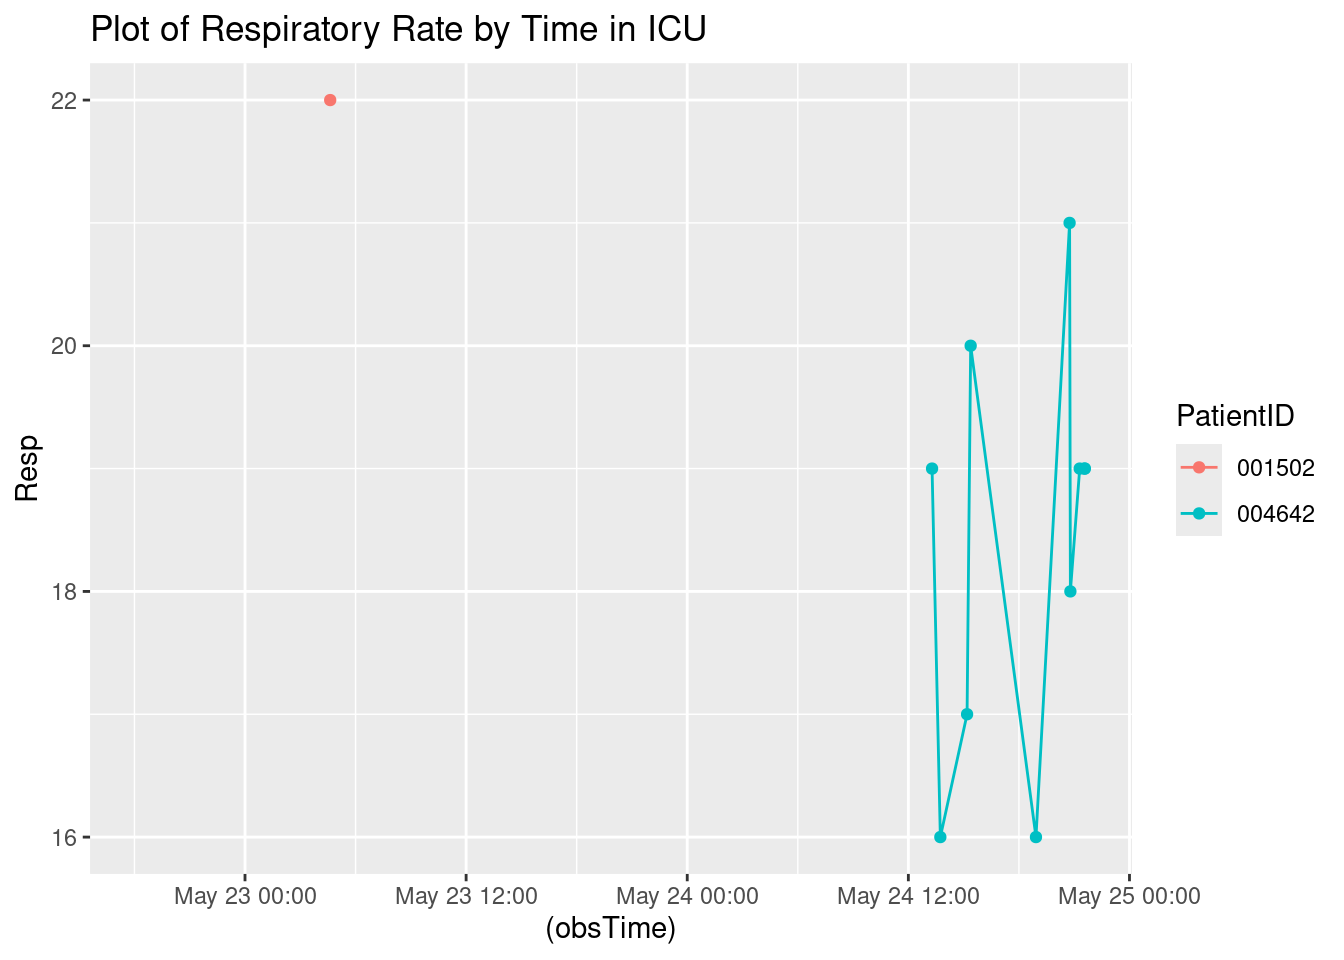 Plot of Respiratory Rate by Time in ICU
22
20
18
16
Resp
May 23 00:00
May 23 12:00
May 24 00:00
May 24 12:00
May 25 00:00
(obsTime)
PatientID
001502
004642